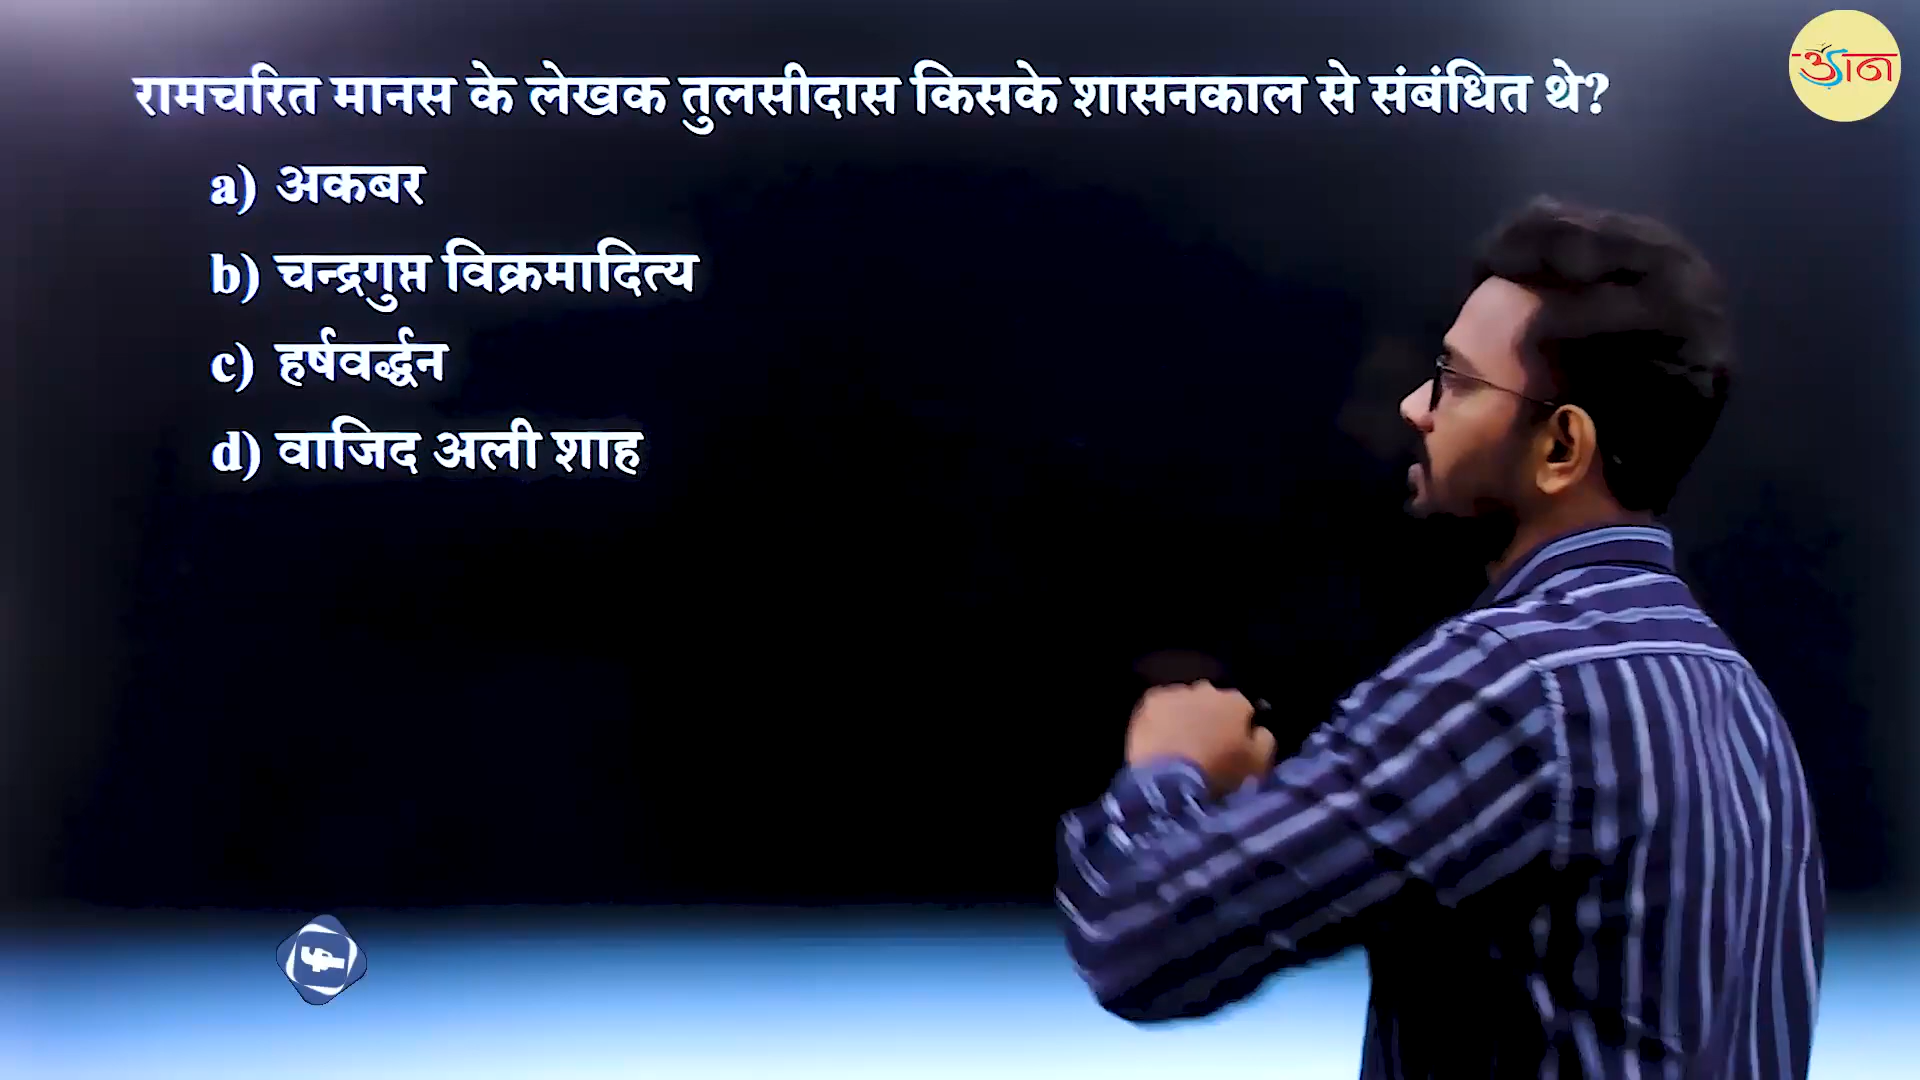 रामचरित मानस के लेखक तुलसीदास किसके शासनकाल से संबंधित थे?
a) अकबर
b) चन्द्रगुप्त विक्रमादित्य
c) हर्षवर्द्धन
d) वाजिद अली शाह